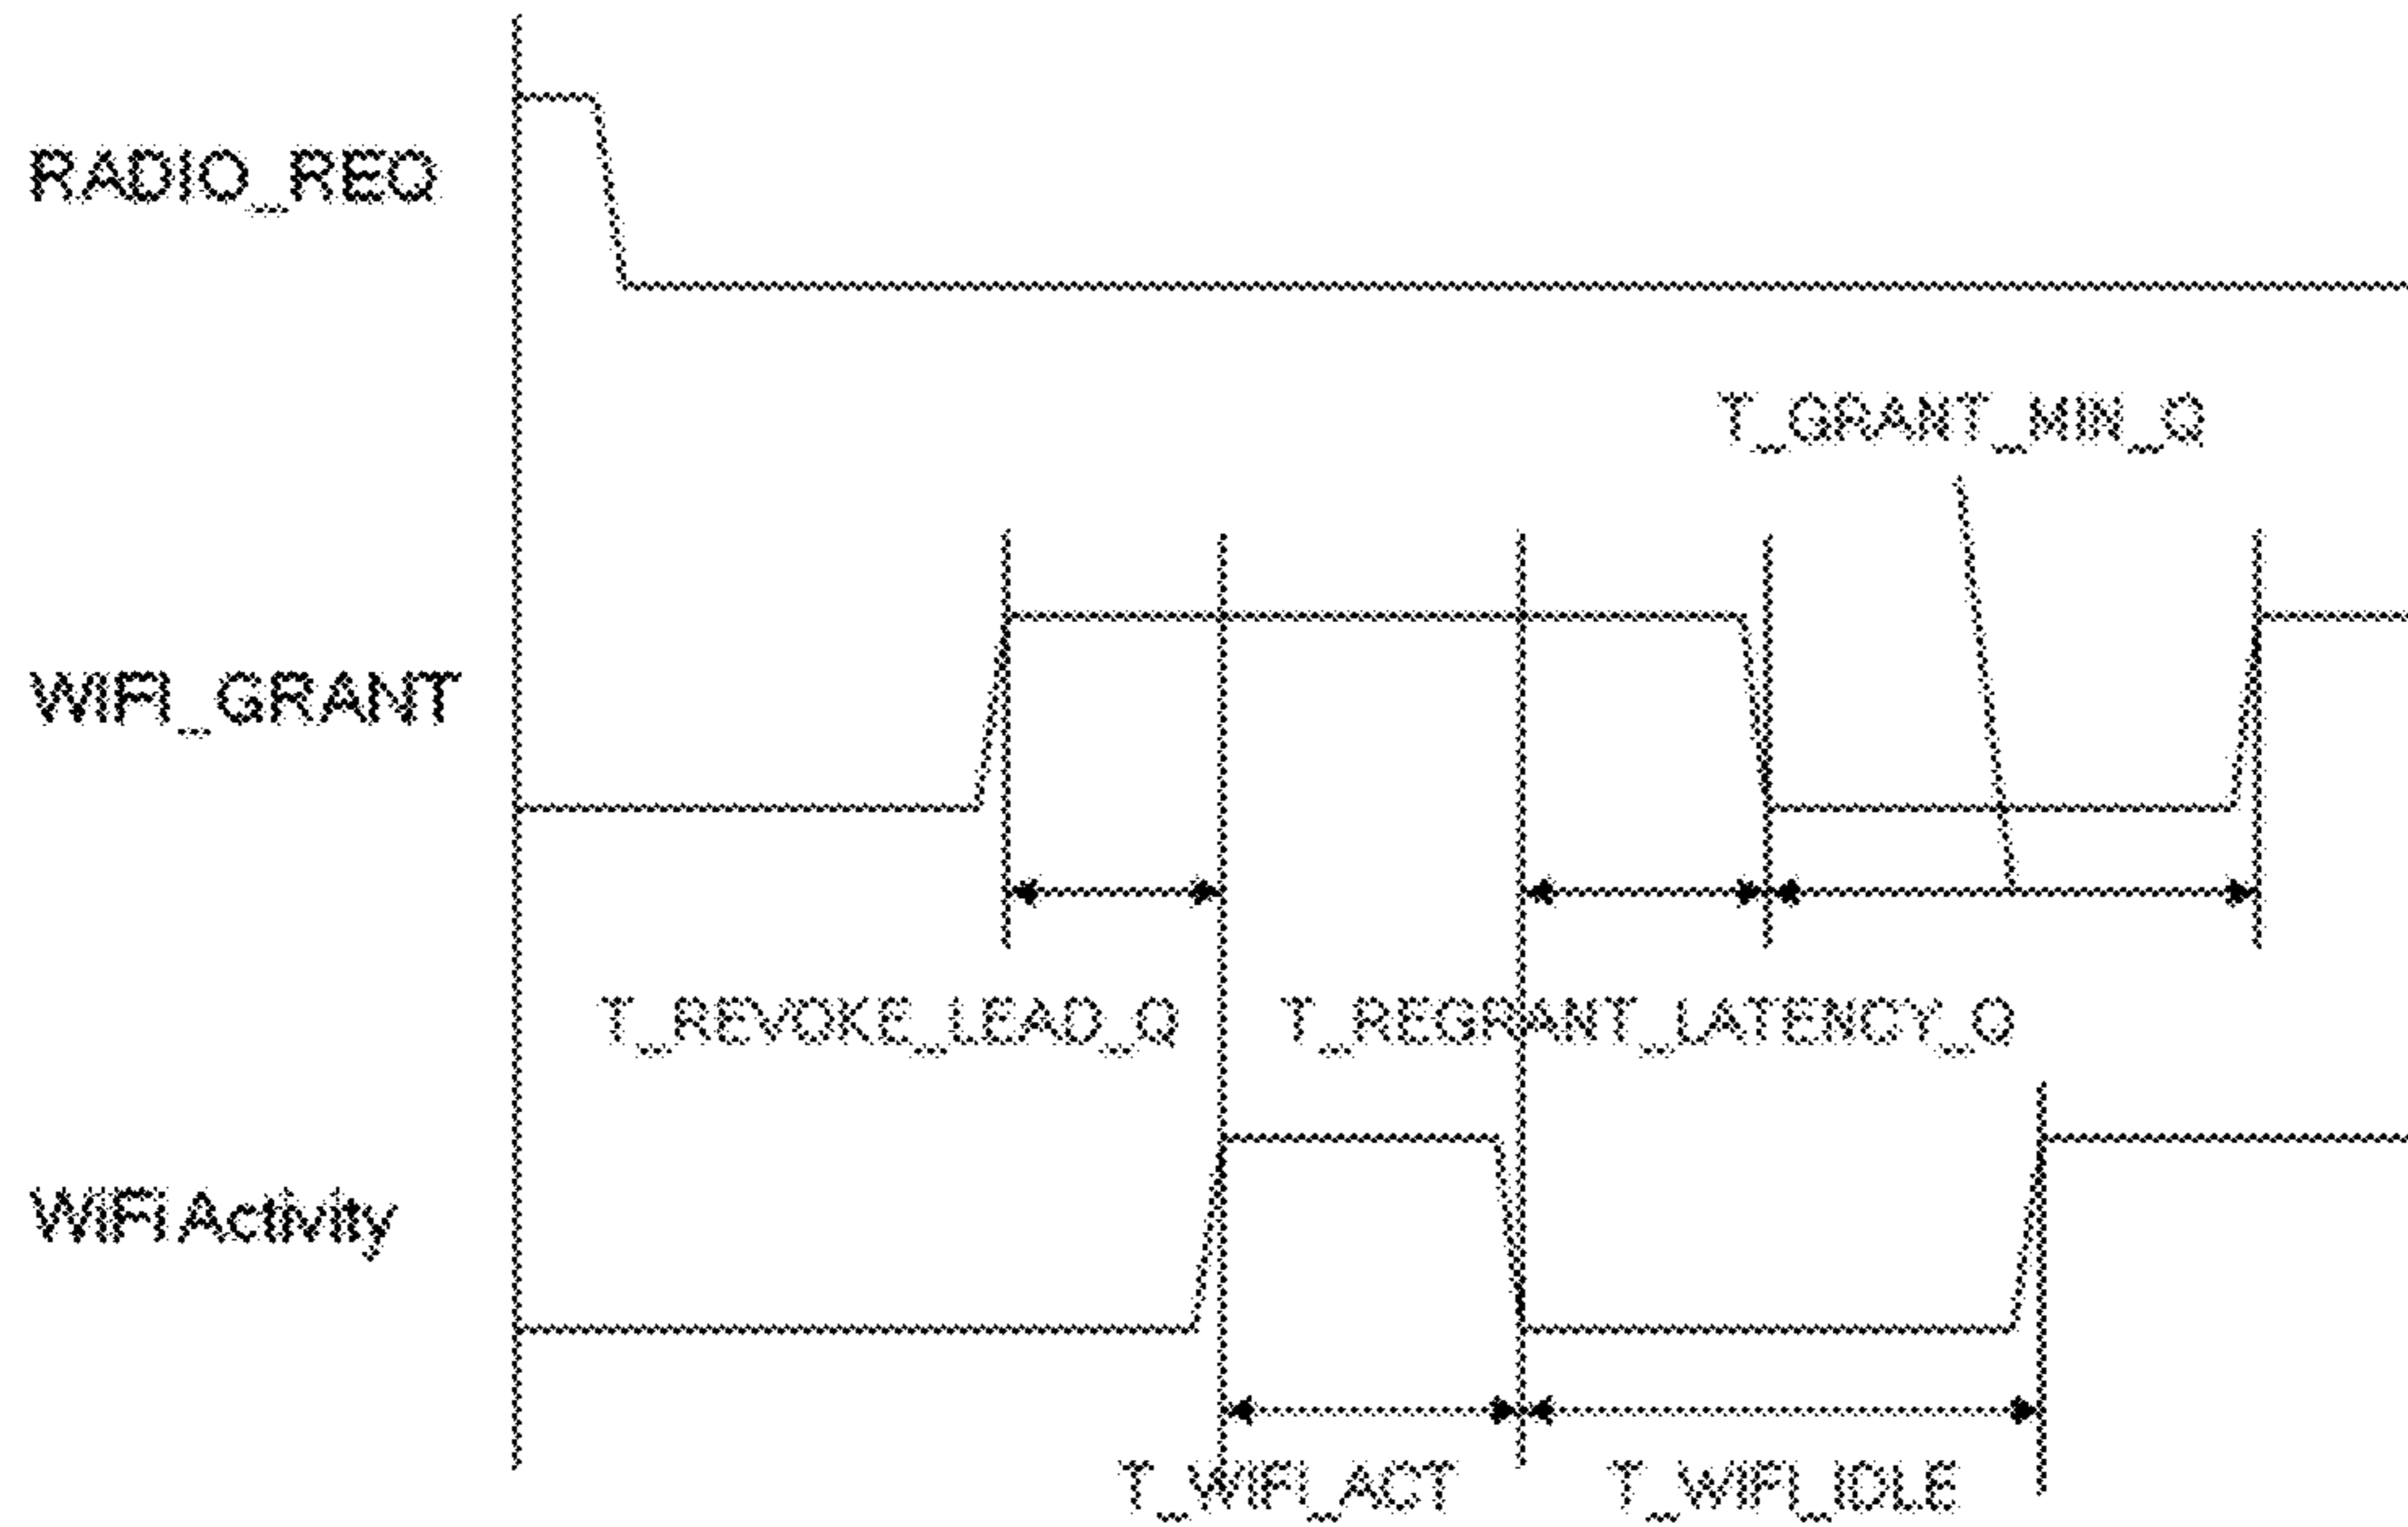 RADIO_REQ
T_GRANT_MIN_Q
WIFI_GRANT
T_REVOKE_LEAD_Q T_REGRANT_LATENCY_Q
WIFI Activity
T_WIFI_ACT T_WIFI_IDLE